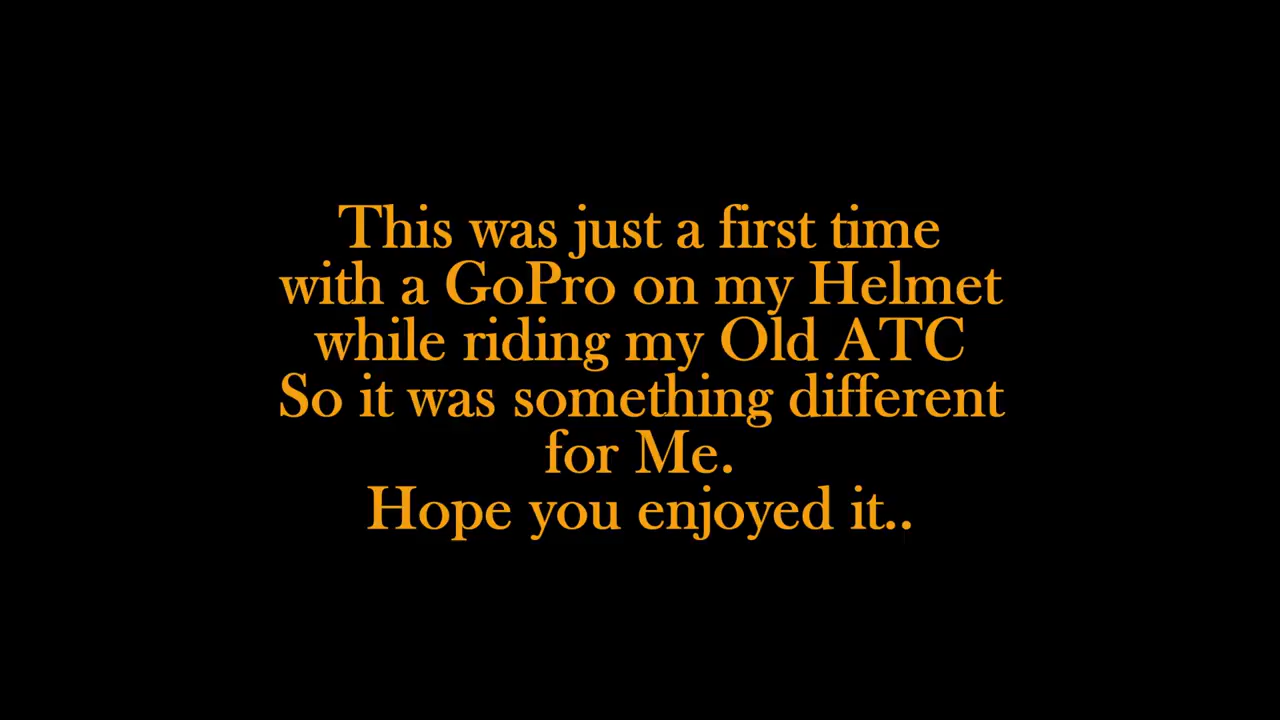 This was just a first time
with a GoPro on my Helmet
while riding my Old ATC
So it was something different
for Me.
Hope you enjoyed it..